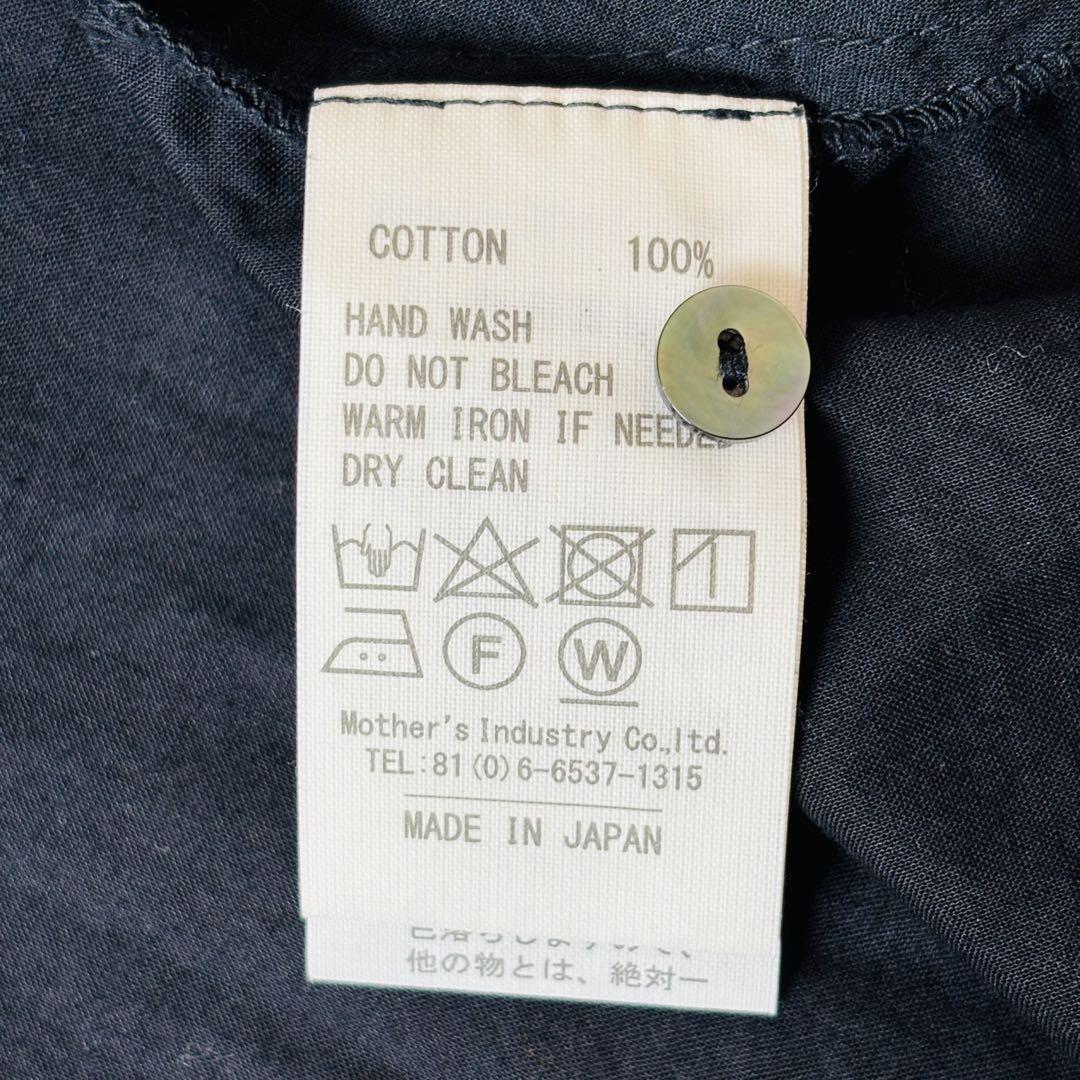 COTTON 100%
HAND WASH
DO NOT BLEACH
WARM IRON IF
DRY CLEAN
F W
Mother's Industry Co.,ltd.
TEL:81(0)6-6537-1315
MADE IN JAPAN
他の物とは、絶対一